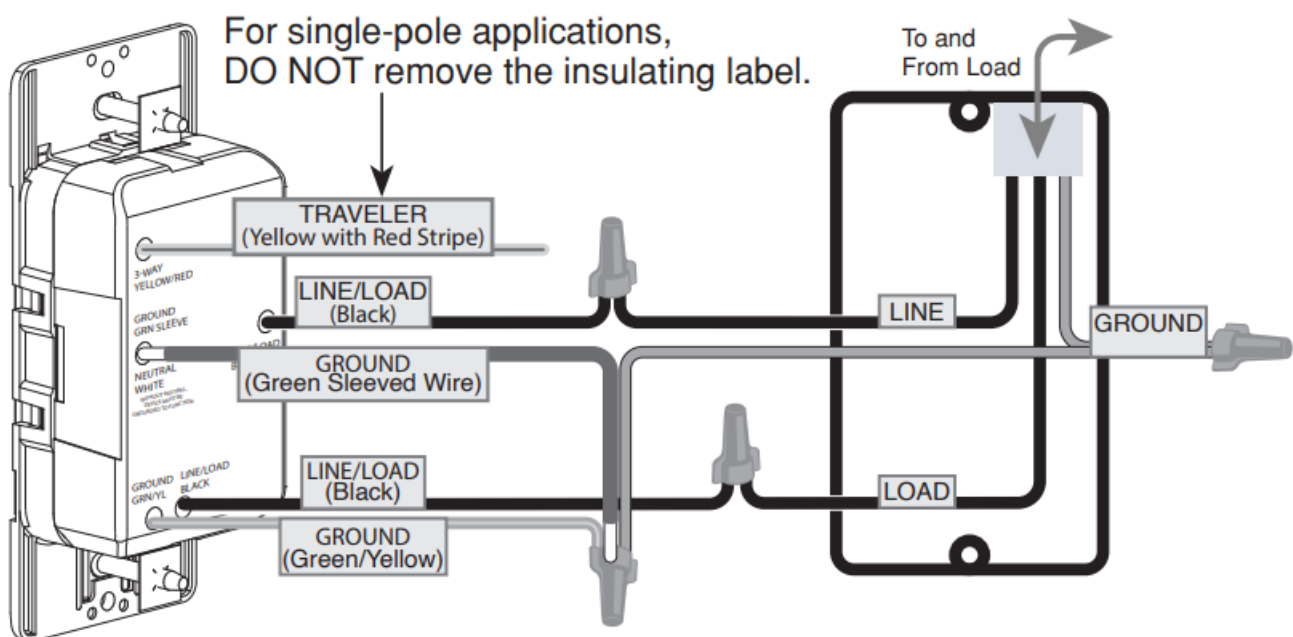 For single-pole applications,
DO NOT remove the insulating label.
To and
From Load
TRAVELER
(Yellow with Red Stripe)
3-WAY
YELLOW/RED
LINE/LOAD
(Black)
LINE
GROUND
GROUND
GRN SLEEVE
NEUTRAL
WHITE
GROUND
(Green Sleeved Wire)
GROUND
GRN/YL
LINE/LOAD
BLACK
LINE/LOAD
(Black)
LOAD
GROUND
(Green/Yellow)